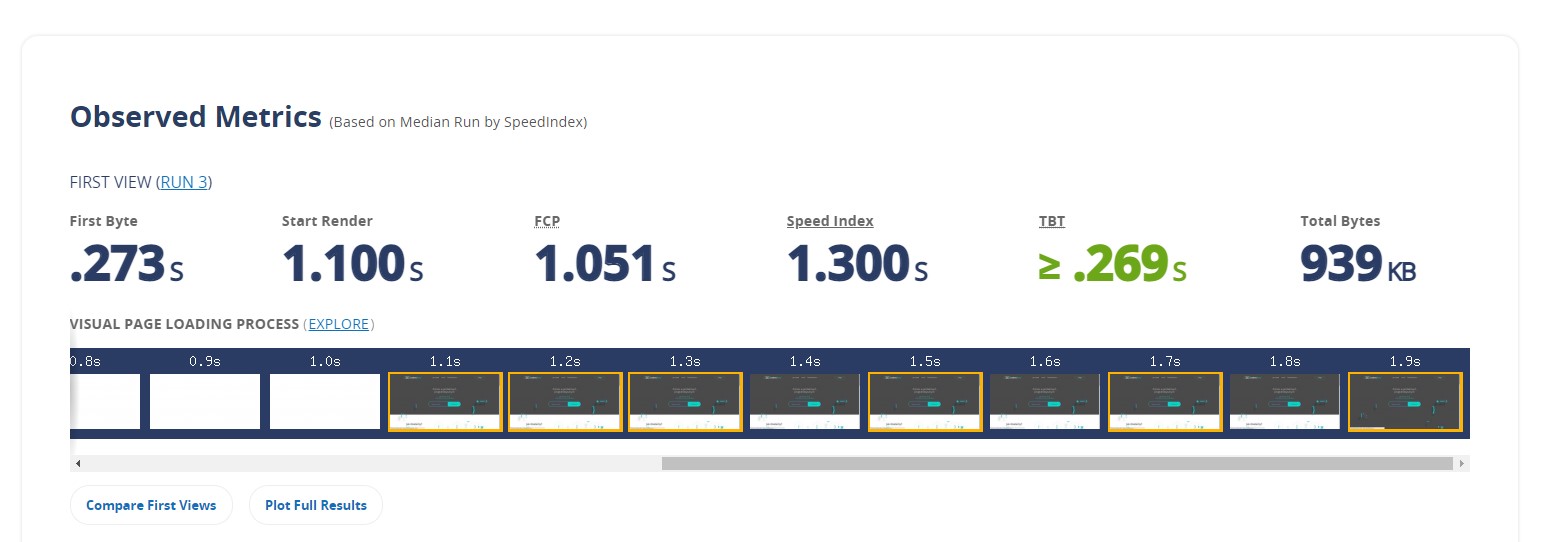 Observed Metrics (Based on Median Run by SpeedIndex)
FIRST VIEW (RUN 3)
First Byte Start Render FCP Speed Index TBT Total Bytes
.273 S 1.100 S 1.051 S 1.300 S ≥ .269 S 939 KB
VISUAL PAGE LOADING PROCESS (EXPLORE)
0.8s 0.9s 1.0s 1.1s 1.2s 1.3s 1.4s 1.5s 1.6s 1.7s 1.8s 1.9s
Compare First Views Plot Full Results